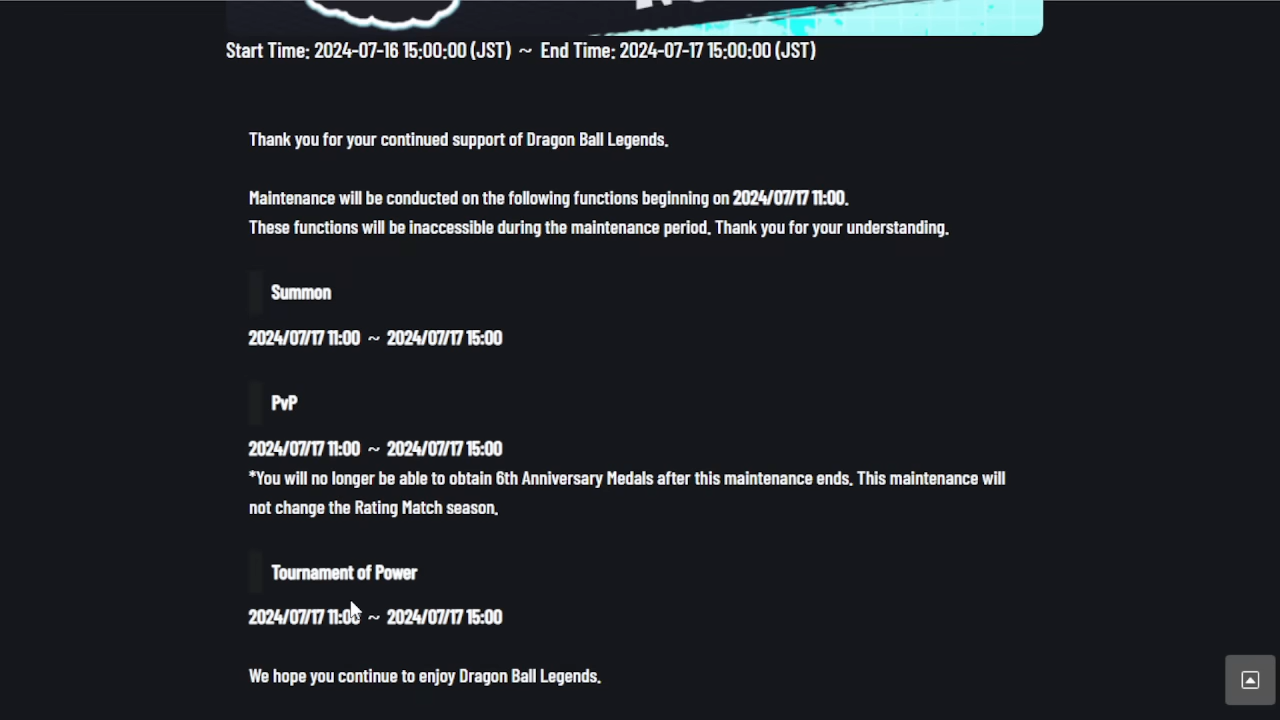 Start Time: 2024-07-16 15:00:00 (JST) ~ End Time: 2024-07-17 15:00:00 (JST)
Thank you for your continued support of Dragon Ball Legends.
Maintenance will be conducted on the following functions beginning on 2024/07/17 11:00.
These functions will be inaccessible during the maintenance period. Thank you for your understanding.
Summon
2024/07/17 11:00 ~ 2024/07/17 15:00
PvP
2024/07/17 11:00 ~ 2024/07/17 15:00
*You will no longer be able to obtain 6th Anniversary Medals after this maintenance ends. This maintenance will
not change the Rating Match season.
Tournament of Power
2024/07/17 11:00 ~ 2024/07/17 15:00
We hope you continue to enjoy Dragon Ball Legends.